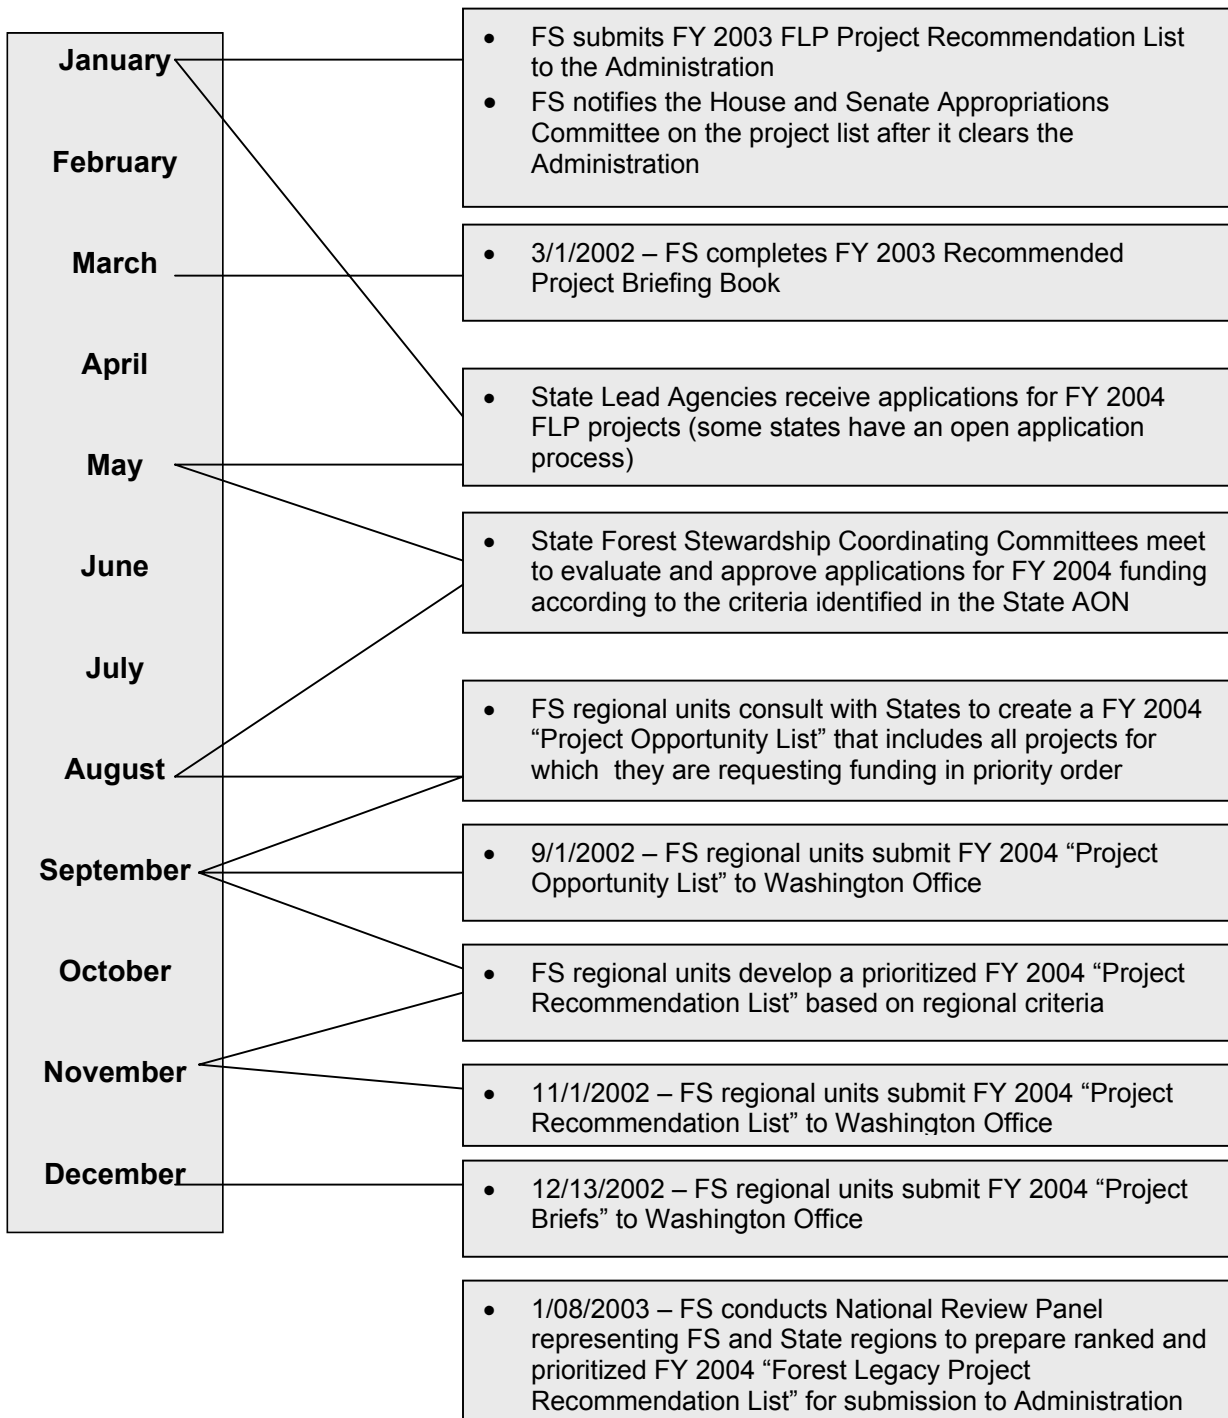 January
February
March
April
May
June
July
August
September
October
November
December
• FS submits FY 2003 FLP Project Recommendation List
to the Administration
• FS notifies the House and Senate Appropriations
Committee on the project list after it clears the
Administration
• 3/1/2002 – FS completes FY 2003 Recommended
Project Briefing Book
• State Lead Agencies receive applications for FY 2004
FLP projects (some states have an open application
process)
• State Forest Stewardship Coordinating Committees meet
to evaluate and approve applications for FY 2004 funding
according to the criteria identified in the State AON
• FS regional units consult with States to create a FY 2004
“Project Opportunity List” that includes all projects for
which they are requesting funding in priority order
• 9/1/2002 – FS regional units submit FY 2004 “Project
Opportunity List” to Washington Office
• FS regional units develop a prioritized FY 2004 “Project
Recommendation List” based on regional criteria
• 11/1/2002 – FS regional units submit FY 2004 “Project
Recommendation List” to Washington Office
• 12/13/2002 – FS regional units submit FY 2004 “Project
Briefs” to Washington Office
• 1/08/2003 – FS conducts National Review Panel
representing FS and State regions to prepare ranked and
prioritized FY 2004 “Forest Legacy Project
Recommendation List” for submission to Administration